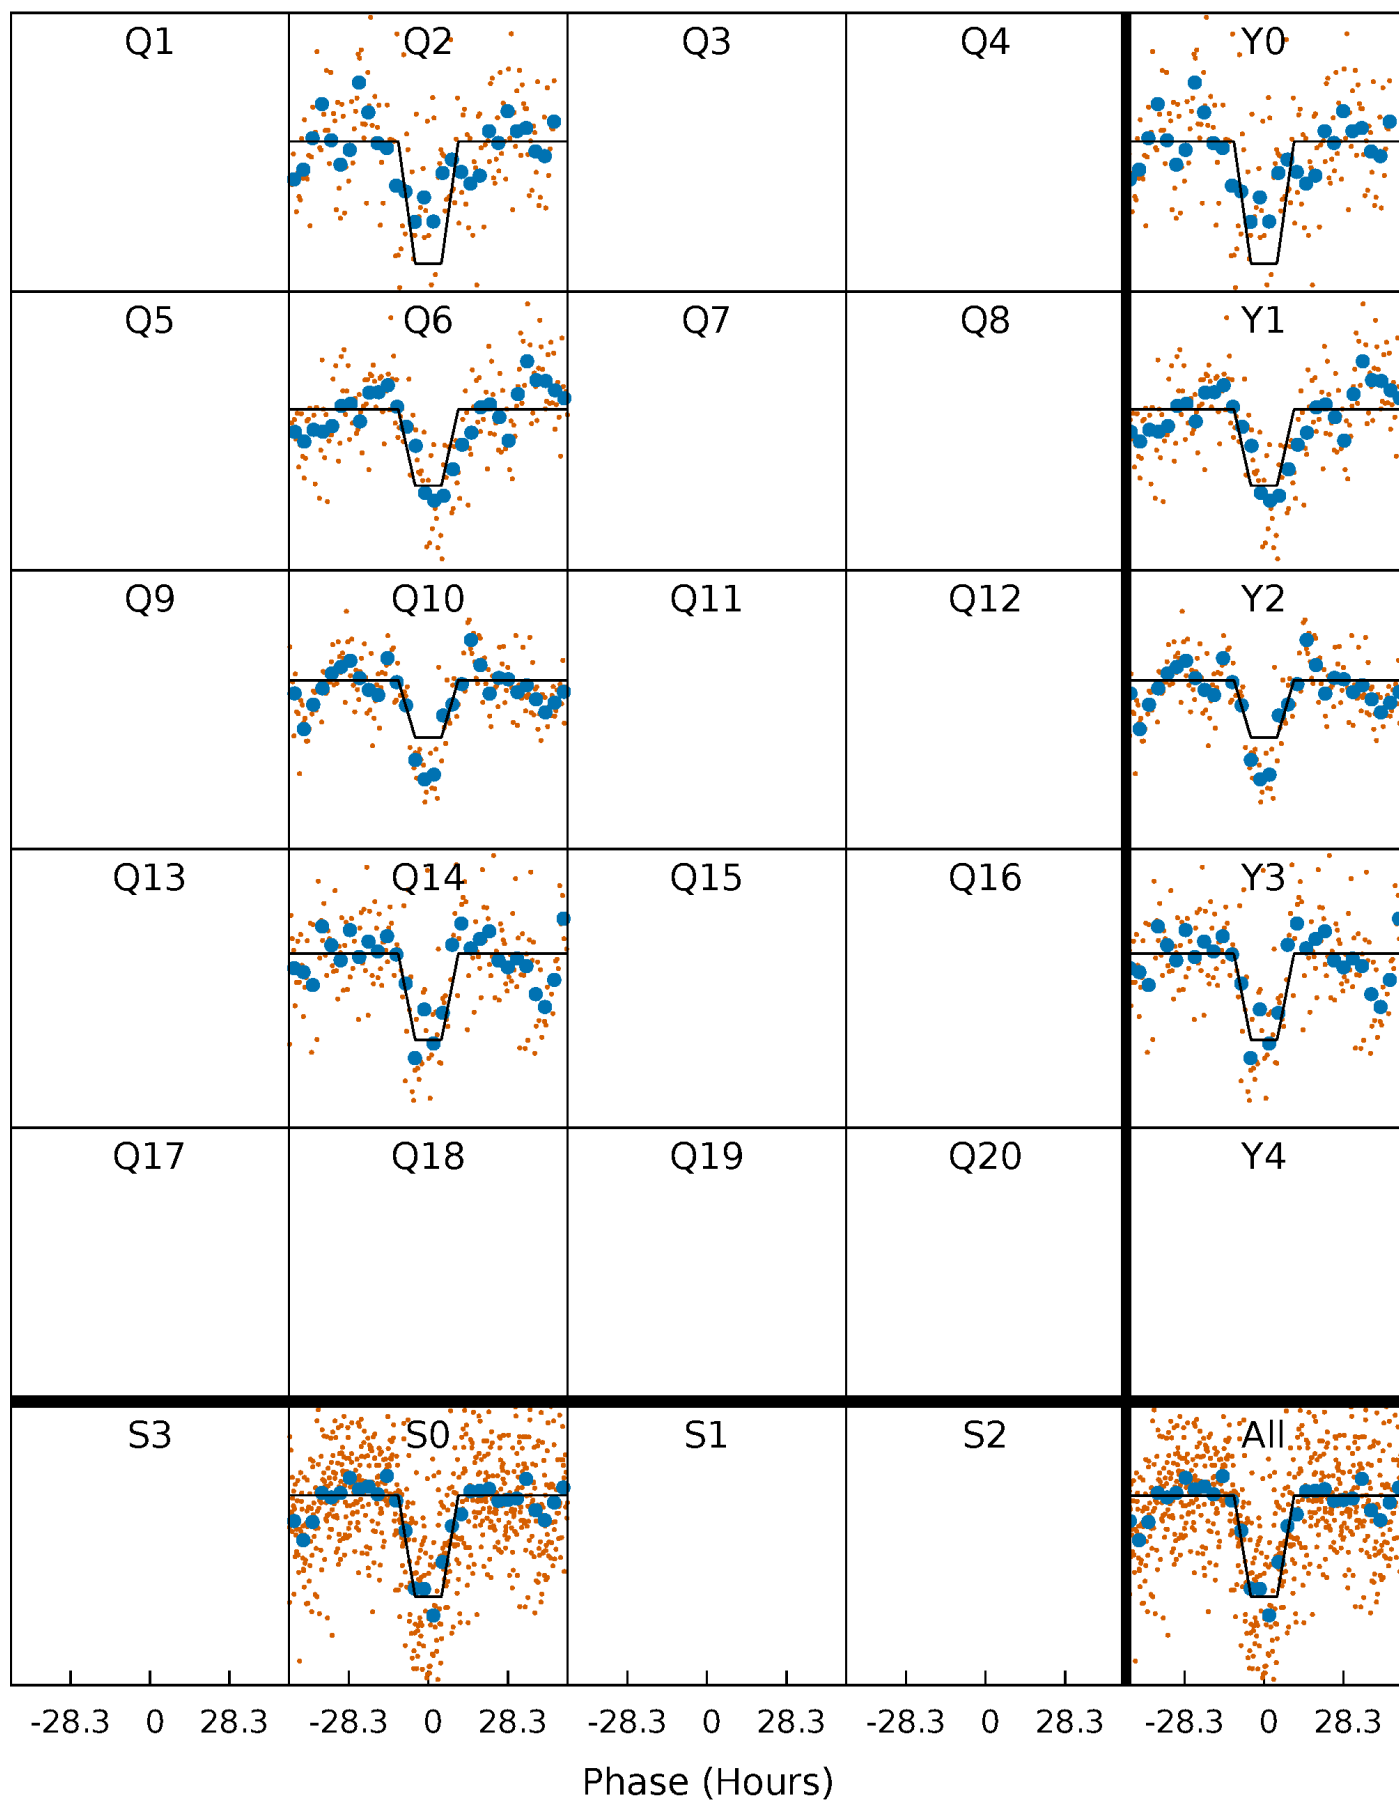 Q1 Q2 Q3 Q4 Y0
Q5 Q6 Q7 Q8 Y1
Q9 Q10 Q11 Q12 Y2
Q13 Q14 Q15 Q16 Y3
Q17 Q18 Q19 Q20 Y4
S3 S0 S1 S2 All
-28.3 0 28.3 -28.3 0 28.3 -28.3 0 28.3 -28.3 0 28.3 -28.3 0 28.3
Phase (Hours)